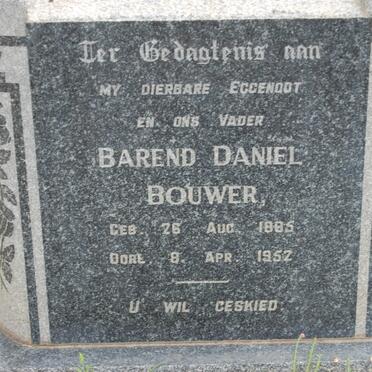 Ter Gedagtenis aan
MY DIERBARE EGGENOOT
EN ONS VADER
BAREND DANIEL
BOUWER,
GEB. 26 AUG. 1885
OORL. 8. APR. 1952
U WIL GESKIED.